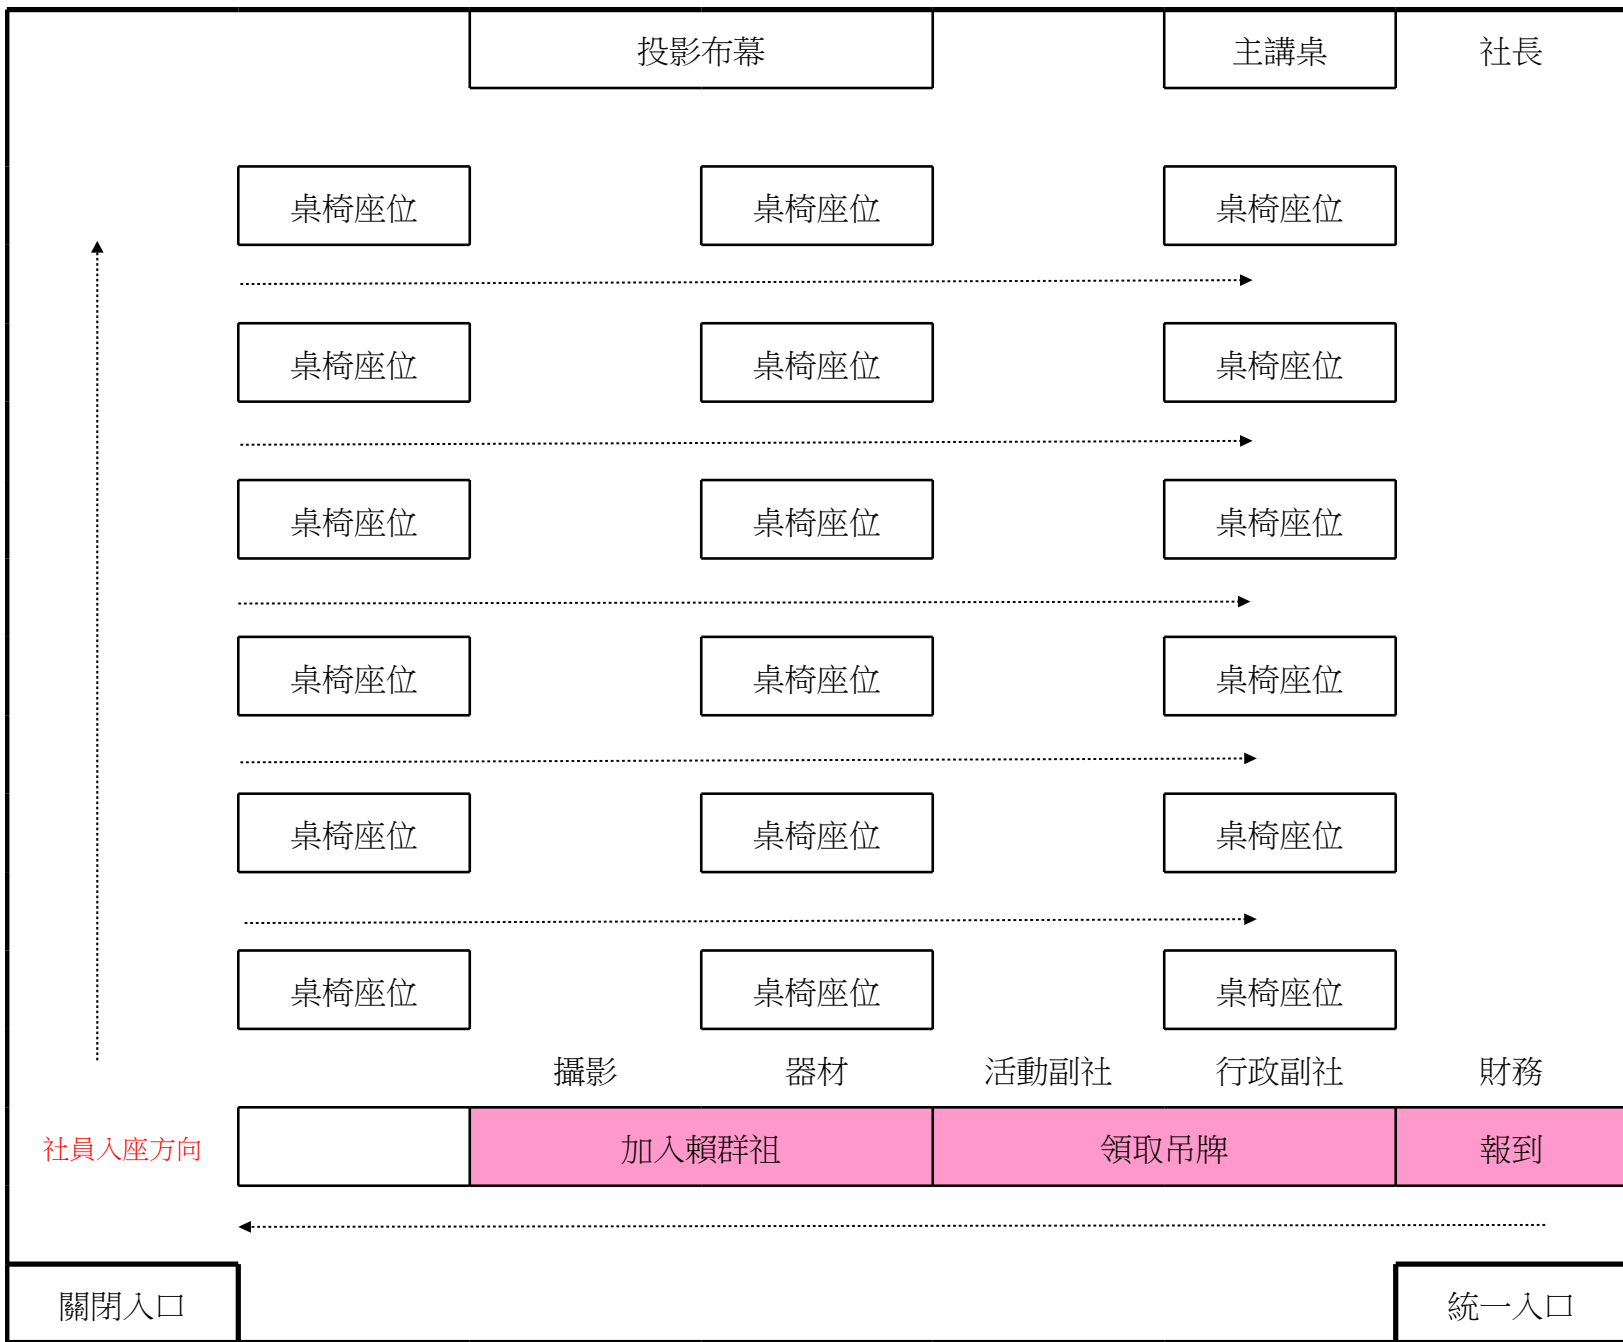 投影布幕 主講桌 社長
桌椅座位 桌椅座位 桌椅座位
桌椅座位 桌椅座位 桌椅座位
桌椅座位 桌椅座位 桌椅座位
桌椅座位 桌椅座位 桌椅座位
桌椅座位 桌椅座位 桌椅座位
桌椅座位 桌椅座位 桌椅座位
攝影 器材 活動副社 行政副社 財務
社員入座方向 加入賴群祖 領取吊牌 報到
關閉入口 統一入口